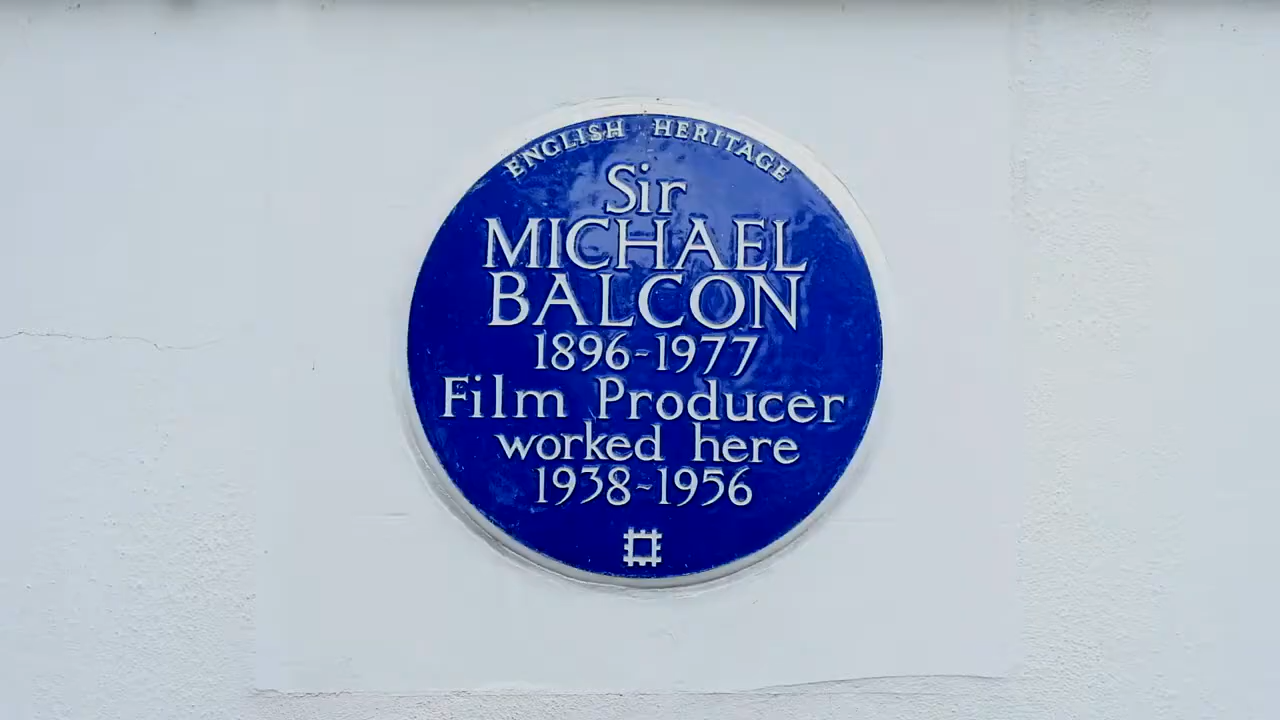 ENGLISH HERITAGE
Sir
MICHAEL
BALCON
1896-1977
Film Producer
worked here
1938-1956